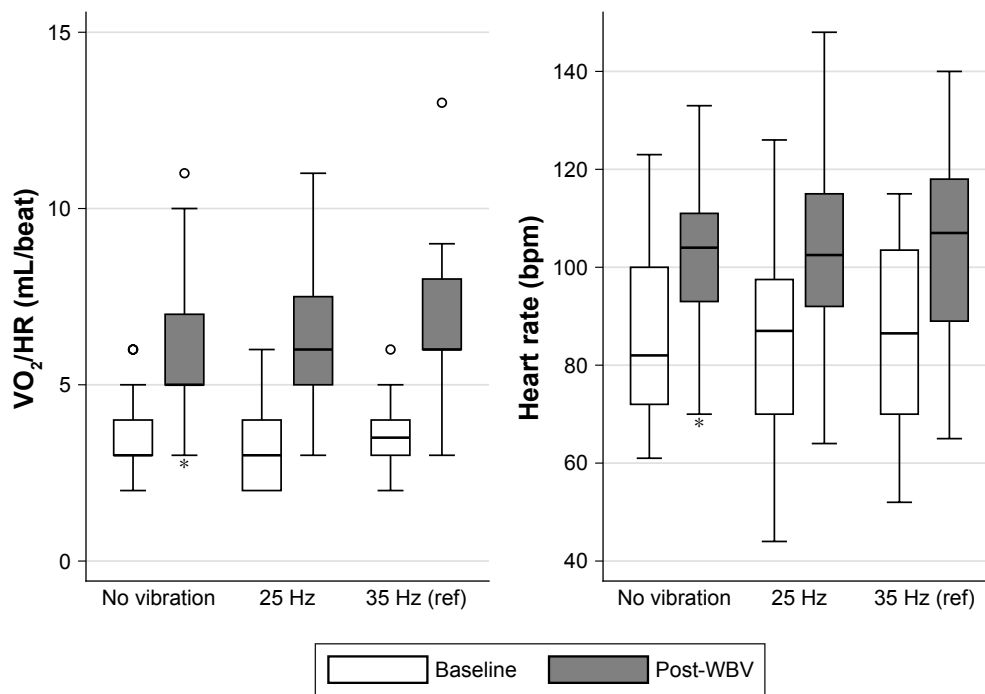 VO₂/HR (mL/beat)
15
10
5
0
*
No vibration 25 Hz 35 Hz (ref)
Heart rate (bpm)
140
120
100
80
60
40
*
No vibration 25 Hz 35 Hz (ref)
Baseline Post-WBV